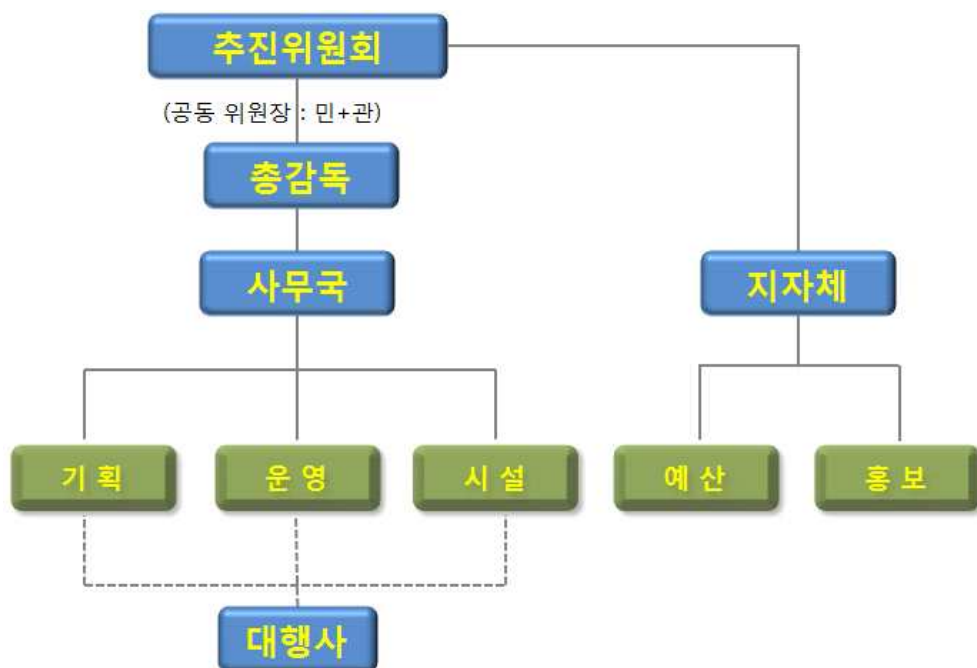 추진위원회
(공동 위원장 : 민+관)
총감독
사무국
지자체
기 획
운 영
시 설
예 산
홍 보
대행사